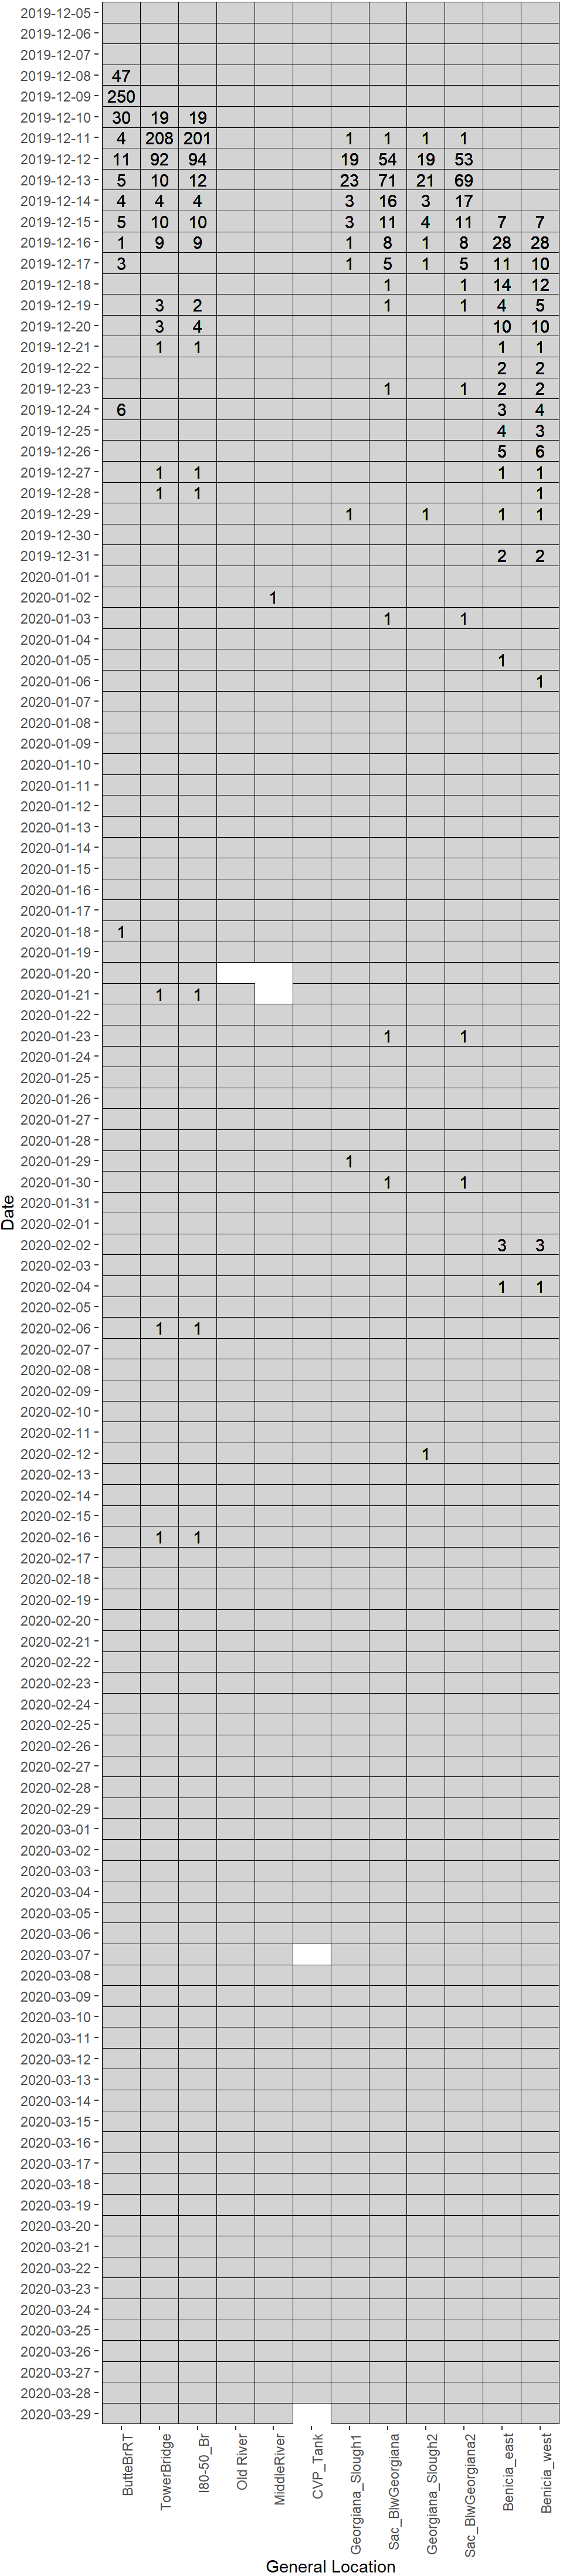 2019-12-05
2019-12-06
2019-12-07
2019-12-08 47
2019-12-09 250
2019-12-10 30 19 19
2019-12-11 4 208 201 1 1 1 1
2019-12-12 11 92 94 19 54 19 53
2019-12-13 5 10 12 23 71 21 69
2019-12-14 4 4 4 3 16 3 17
2019-12-15 5 10 10 3 11 4 11 7 7
2019-12-16 1 9 9 1 8 1 8 28 28
2019-12-17 3 1 5 1 5 11 10
2019-12-18 1 1 14 12
2019-12-19 3 2 1 1 4 5
2019-12-20 3 4 10 10
2019-12-21 1 1 1 1
2019-12-22 2 2
2019-12-23 1 1 2 2
2019-12-24 6 3 4
2019-12-25 4 3
2019-12-26 5 6
2019-12-27 1 1 1 1
2019-12-28 1 1 1
2019-12-29 1 1 1 1
2019-12-30
2019-12-31 2 2
2020-01-01
2020-01-02 1
2020-01-03 1 1
2020-01-04
2020-01-05 1
2020-01-06 1
2020-01-07
2020-01-08
2020-01-09
2020-01-10
2020-01-11
2020-01-12
2020-01-13
2020-01-14
2020-01-15
2020-01-16
2020-01-17
2020-01-18 1
2020-01-19
2020-01-20
2020-01-21 1 1
2020-01-22
2020-01-23 1 1
2020-01-24
2020-01-25
2020-01-26
2020-01-27
2020-01-28
2020-01-29 1
2020-01-30 1 1
2020-01-31
2020-02-01
2020-02-02 3 3
2020-02-03
2020-02-04 1 1
2020-02-05
2020-02-06 1 1
2020-02-07
2020-02-08
2020-02-09
2020-02-10
2020-02-11
2020-02-12 1
2020-02-13
2020-02-14
2020-02-15
2020-02-16 1 1
2020-02-17
2020-02-18
2020-02-19
2020-02-20
2020-02-21
2020-02-22
2020-02-23
2020-02-24
2020-02-25
2020-02-26
2020-02-27
2020-02-28
2020-02-29
2020-03-01
2020-03-02
2020-03-03
2020-03-04
2020-03-05
2020-03-06
2020-03-07
2020-03-08
2020-03-09
2020-03-10
2020-03-11
2020-03-12
2020-03-13
2020-03-14
2020-03-15
2020-03-16
2020-03-17
2020-03-18
2020-03-19
2020-03-20
2020-03-21
2020-03-22
2020-03-23
2020-03-24
2020-03-25
2020-03-26
2020-03-27
2020-03-28
2020-03-29
Date
ButteBrRT
TowerBridge
I80-50_Br
Old River
MiddleRiver
CVP_Tank
Georgiana_Slough1
Sac_BlwGeorgiana
Georgiana_Slough2
Sac_BlwGeorgiana2
Benicia_east
Benicia_west
General Location